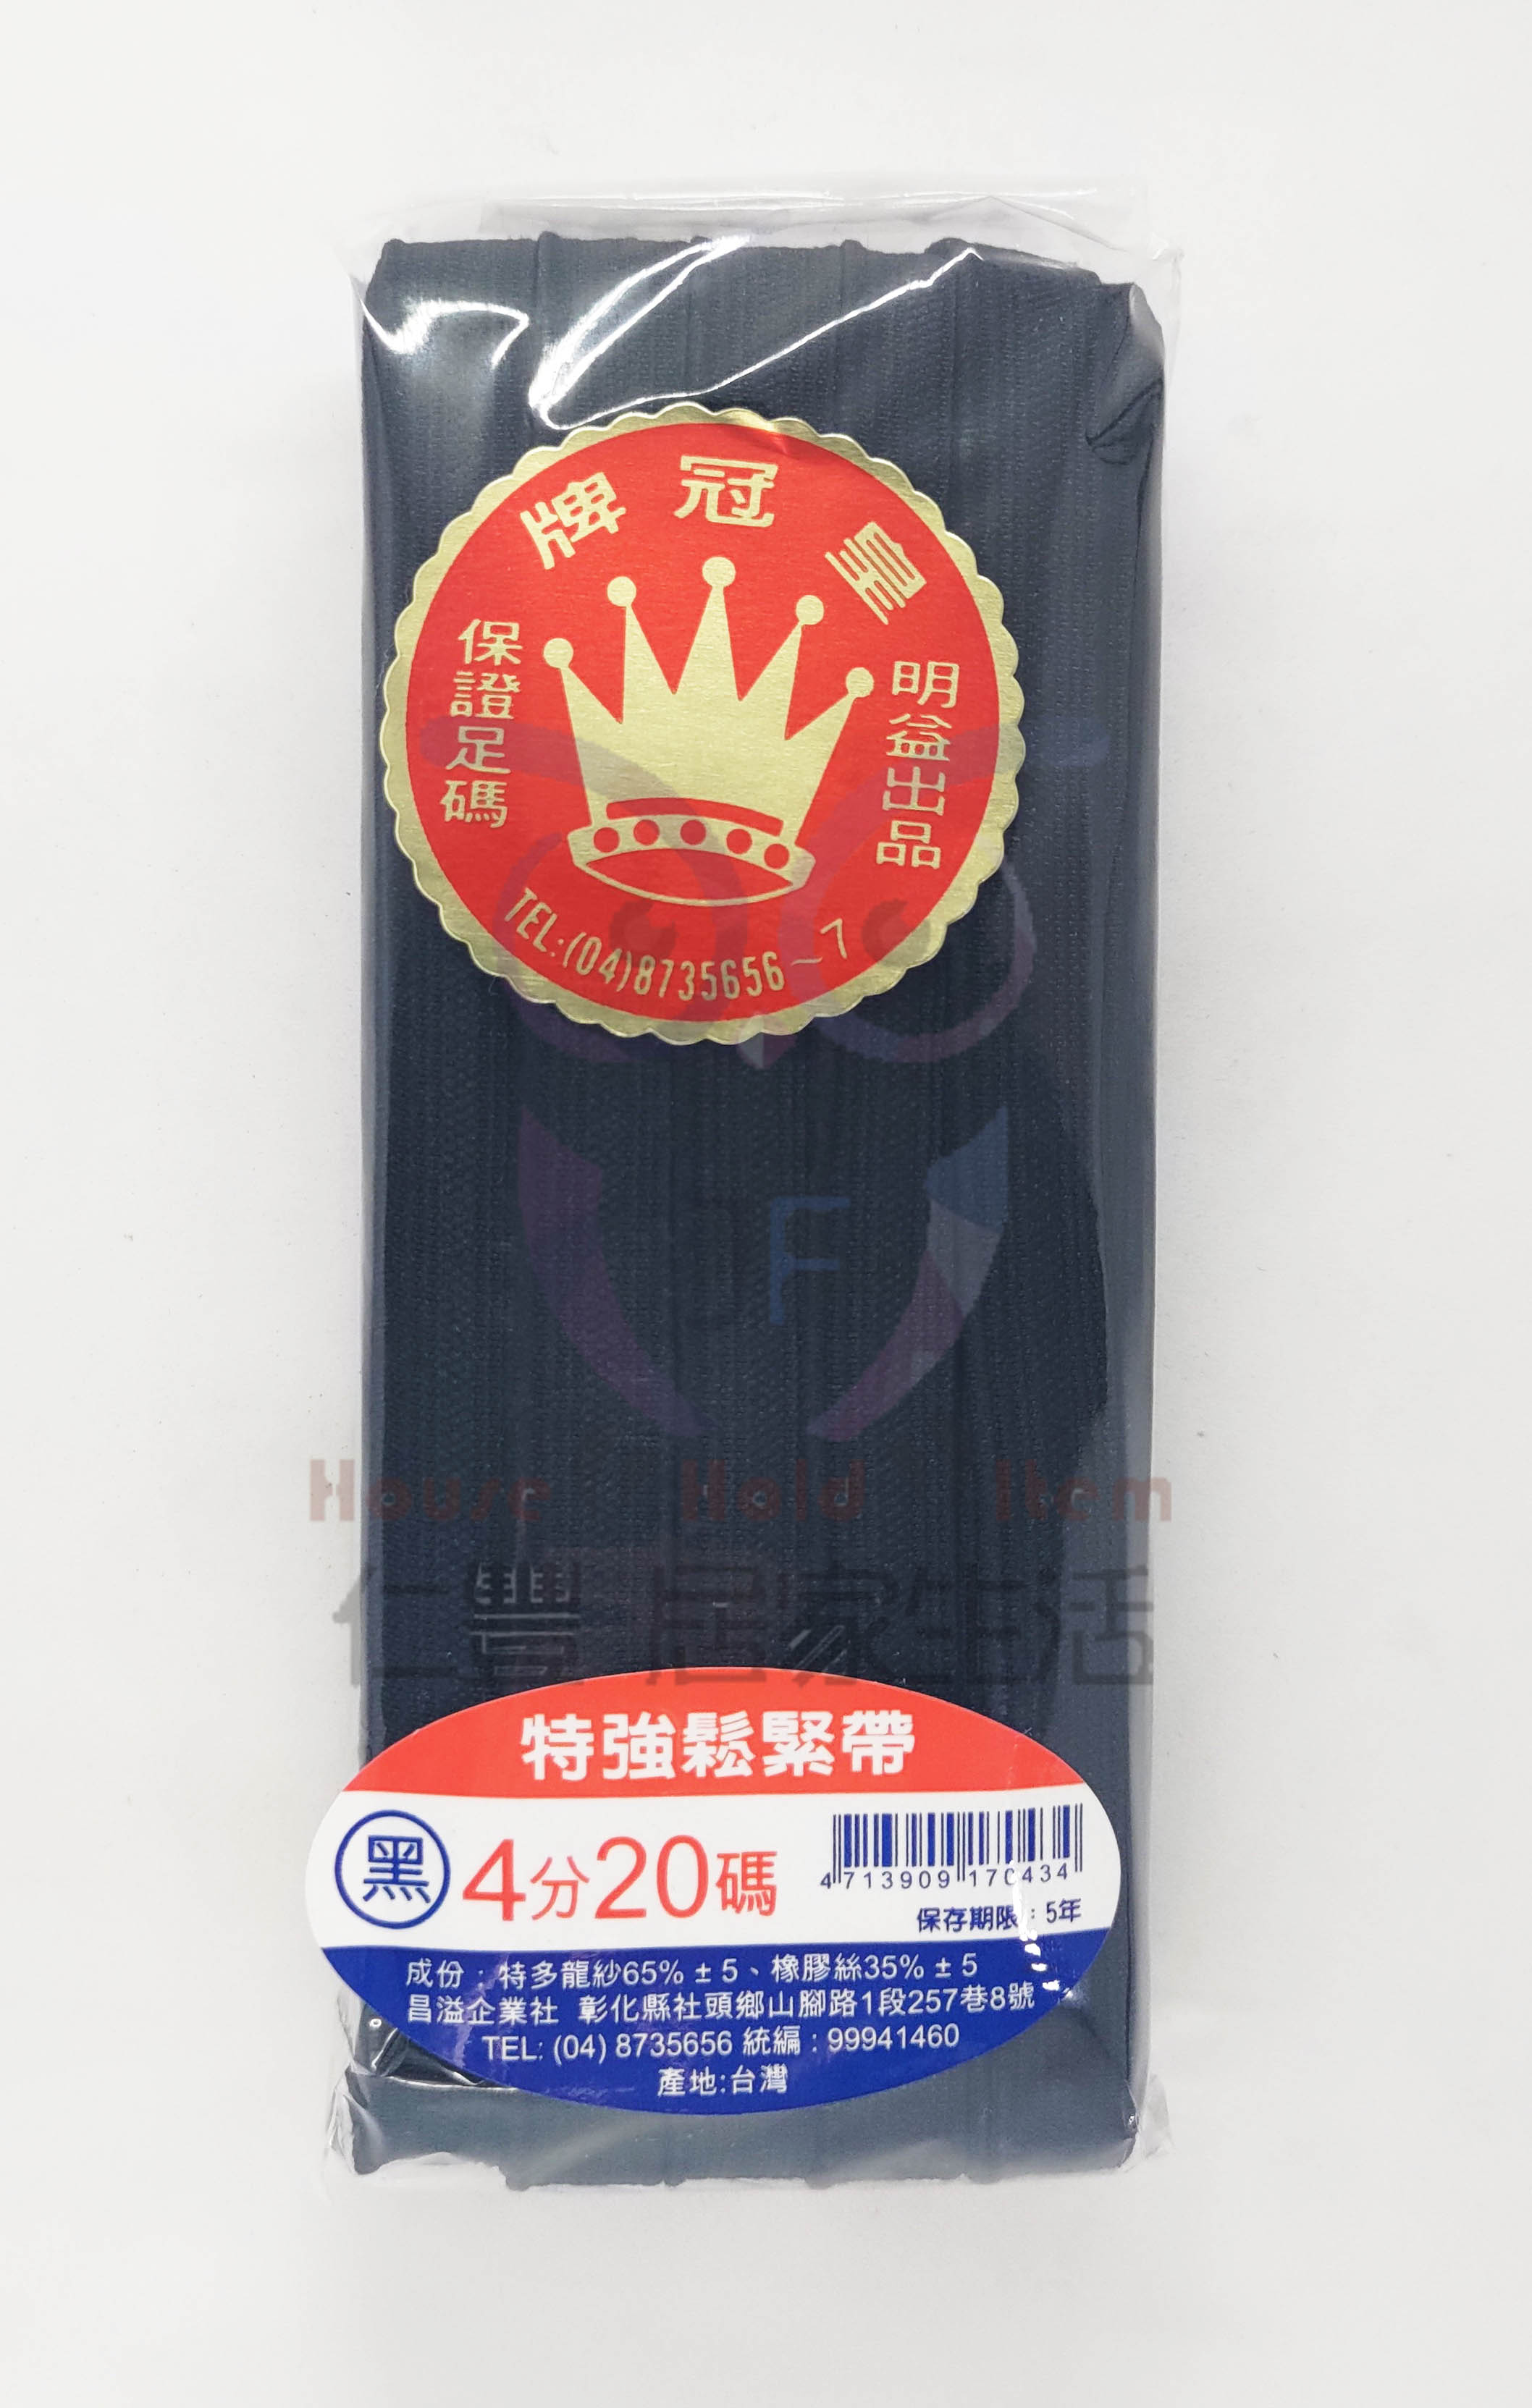 皇冠牌
明益出品
保證足碼
TEL:(04)8735656~7
F
House Hold Item
仁豐居家生活
特強鬆緊帶
黑 4分20碼
4713909170434
保存期限：5年
成份：特多龍紗65%±5、橡膠絲35%±5
昌溢企業社 彰化縣社頭鄉山腳路1段257巷8號
TEL: (04) 8735656 統編：99941460
產地:台灣